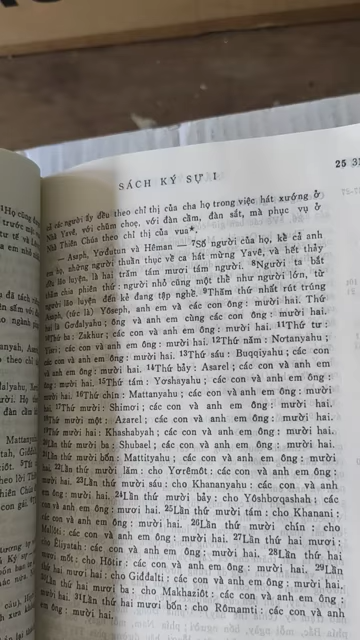 SÁCH KÝ SỰ I
25 31
cả các người ấy đều theo chỉ thị của cha họ trong việc hát xướng ở
Nhà Yavê, với chũm choẹ, với đàn cầm, đàn sắt, mà phục vụ ở
Nhà Thiên Chúa theo chỉ thị của vua*.
— Asaph, Yơđutun và Hêman — 7Số người của họ, kể cả anh
em họ, những người thuần thục về ca hát mừng Yavê, và hết thảy
đều lão luyện, là hai trăm tám mươi tám người. 8Người ta bắt
thăm chia phiên thứ: người nhỏ cũng một thể như người lớn, từ
người lão luyện đến kẻ đang tập nghề. 9Thăm thứ nhất rót trúng
Asaph, (tức là) Yôseph, anh em và các con ông: mười hai. Thứ
hai là Gơđalyahu; ông và anh em cùng các con ông: mười hai.
10Thứ ba: Zakkur; các con và anh em ông: mười hai. 11Thứ tư:
Yiṣri; các con và anh em ông: mười hai. 12Thứ năm: Nơtanyahu;
các con và anh em ông: mười hai. 13Thứ sáu: Buqqiyahu; các con
và anh em ông: mười hai. 14Thứ bảy: Asarel; các con và anh em
ông: mười hai. 15Thứ tám: Yoshayahu; các con và anh em ông:
mười hai. 16Thứ chín: Mattanyahu; các con và anh em ông: mười
hai. 17Thứ mười: Shimơi; các con và anh em ông: mười hai.
18Thứ mười một: Azarel; các con và anh em ông: mười hai.
19Thứ mười hai: Khashabyah; các con và anh em ông: mười hai.
20Lần thứ mười ba: Shubael; các con và anh em ông: mười hai.
21Lần thứ mười bốn: Mattityahu; các con và anh em ông: mười
hai. 22Lần thứ mười lăm: cho Yơrêmôt: các con và anh em ông:
mười hai. 23Lần thứ mười sáu: cho Khananyahu: các con và anh
em ông: mười hai. 24Lần thứ mười bảy: cho Yôshbơqashah: các
con và anh em ông: mươi hai. 25Lần thứ mười tám: cho Khanani:
các con và anh em ông: mười hai. 26Lần thứ mười chín: cho
Mallôti: các con và anh em ông: mười hai. 27Lần thứ hai mươi:
cho Eliyatah: các con và anh em ông: mười hai. 28Lần thứ hai
mươi mốt: cho Hôtir: các con và anh em ông: mười hai. 29Lần
thứ hai mươi hai: cho Giđđalti: các con và anh em ông: mười hai.
30Lần thứ hai mươi ba: cho Makhaziôt: các con và anh em ông:
mười hai. 31Lần thứ hai mươi bốn: cho Rômamti: các con và anh
em ông: mười hai.